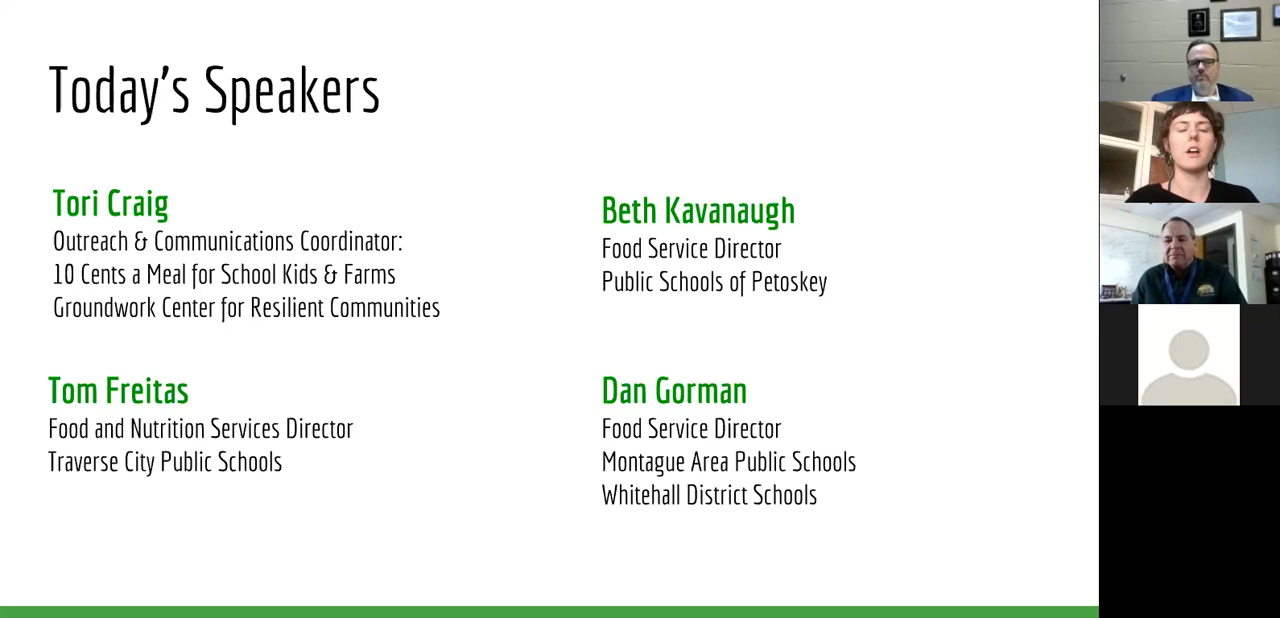 Today's Speakers
Tori Craig
Outreach & Communications Coordinator:
10 Cents a Meal for School Kids & Farms
Groundwork Center for Resilient Communities
Beth Kavanaugh
Food Service Director
Public Schools of Petoskey
Tom Freitas
Food and Nutrition Services Director
Traverse City Public Schools
Dan Gorman
Food Service Director
Montague Area Public Schools
Whitehall District Schools